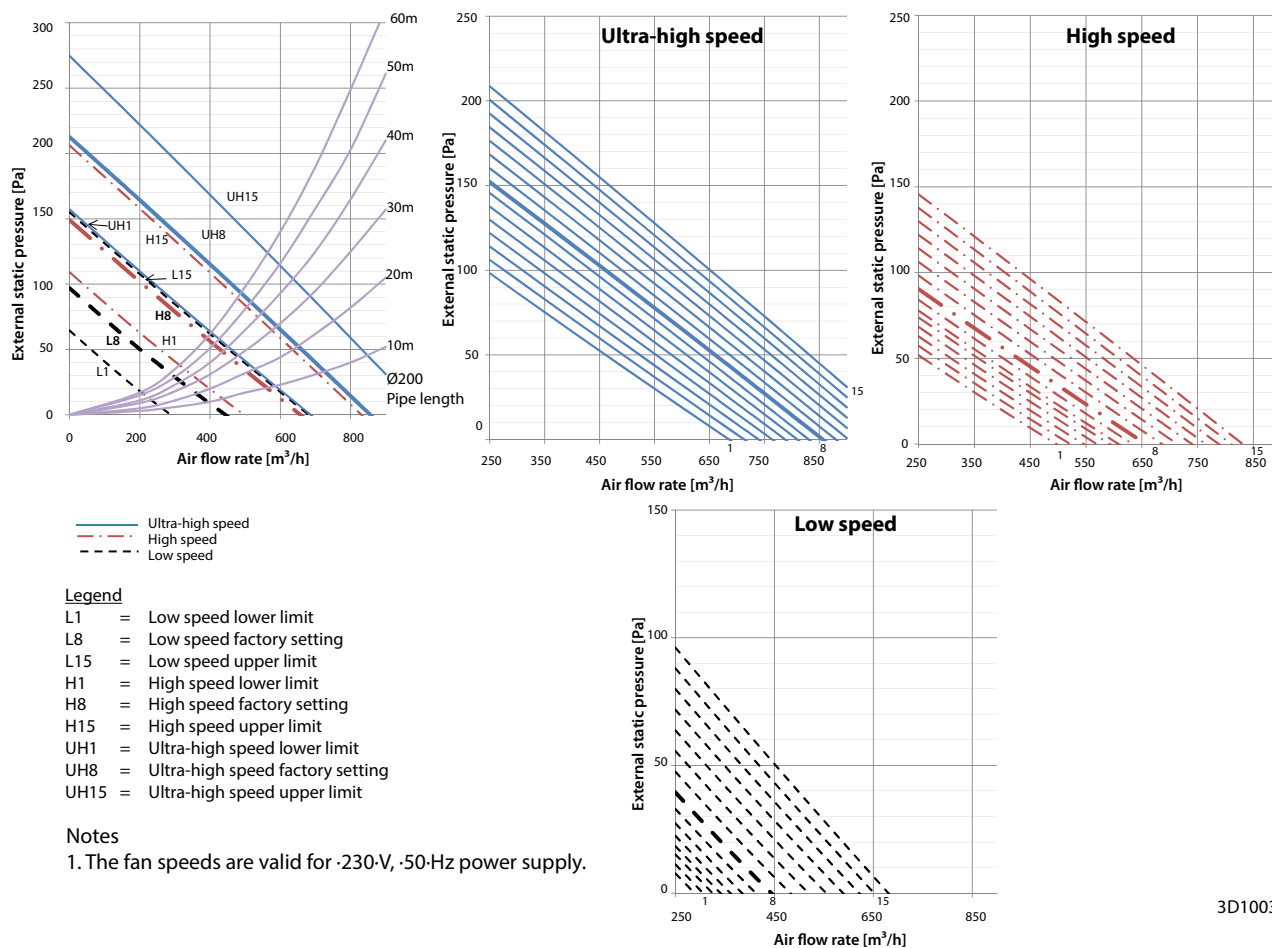 300
250
200
150
100
50
0
0
200
400
600
800
External static pressure [Pa]
Air flow rate [m³/h]
60m
50m
40m
30m
20m
10m
Ø200
Pipe length
UH15
UH8
H15
UH1
L15
H8
L8
H1
L1
Ultra-high speed
250
200
150
100
50
0
250
350
450
550
650
750
850
1
8
15
External static pressure [Pa]
Air flow rate [m³/h]
High speed
250
200
150
100
50
0
250
350
450
550
650
750
850
1
8
15
External static pressure [Pa]
Air flow rate [m³/h]
Ultra-high speed
High speed
Low speed
Legend
L1 = Low speed lower limit
L8 = Low speed factory setting
L15 = Low speed upper limit
H1 = High speed lower limit
H8 = High speed factory setting
H15 = High speed upper limit
UH1 = Ultra-high speed lower limit
UH8 = Ultra-high speed factory setting
UH15 = Ultra-high speed upper limit
Notes
1. The fan speeds are valid for ·230·V, ·50·Hz power supply.
Low speed
150
100
50
0
250
450
650
850
1
8
15
External static pressure [Pa]
Air flow rate [m³/h]
3D1003